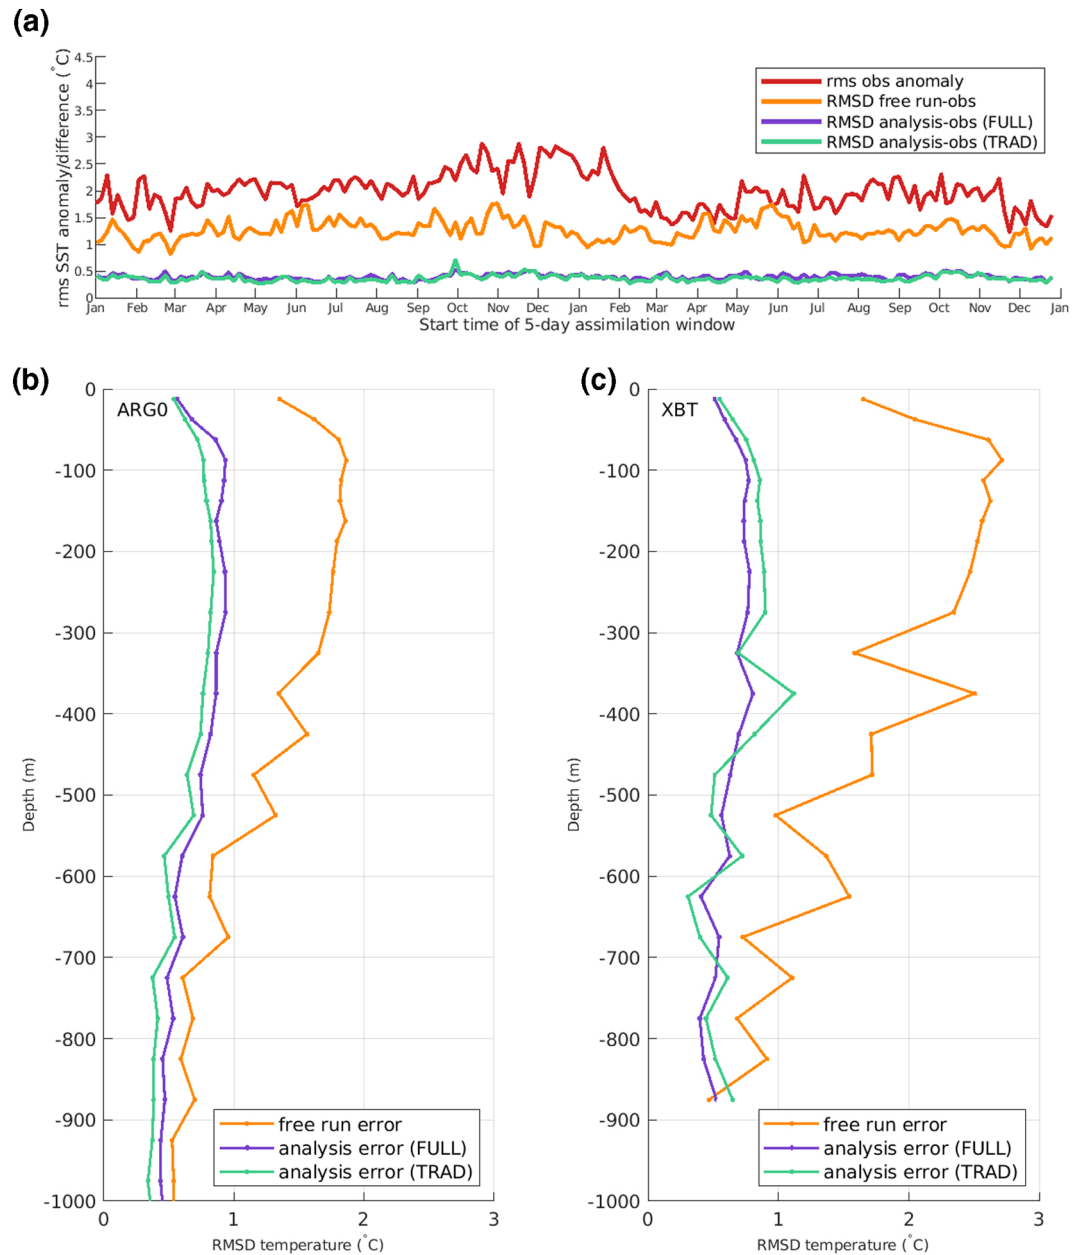 (a)
rms SST anomaly/difference (°C)
4.5
4
3.5
3
2.5
2
1.5
1
0.5
0
rms obs anomaly
RMSD free run-obs
RMSD analysis-obs (FULL)
RMSD analysis-obs (TRAD)
Jan Feb Mar Apr May Jun Jul Aug Sep Oct Nov Dec Jan Feb Mar Apr May Jun Jul Aug Sep Oct Nov Dec Jan
Start time of 5-day assimilation window
(b)
ARGO
Depth (m)
0
-100
-200
-300
-400
-500
-600
-700
-800
-900
-1000
free run error
analysis error (FULL)
analysis error (TRAD)
0 1 2 3
RMSD temperature (°C)
(c)
XBT
Depth (m)
0
-100
-200
-300
-400
-500
-600
-700
-800
-900
-1000
free run error
analysis error (FULL)
analysis error (TRAD)
0 1 2 3
RMSD temperature (°C)